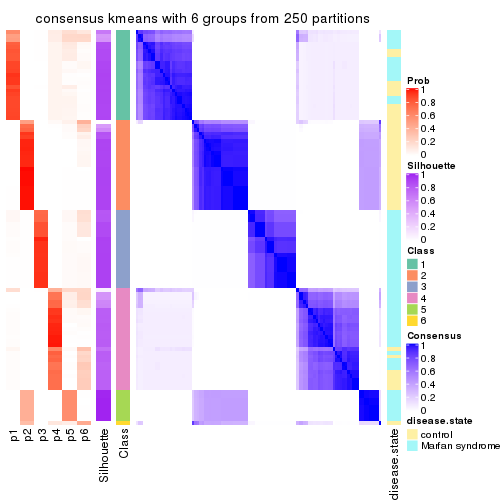 consensus kmeans with 6 groups from 250 partitions
Prob
1
0.8
0.6
0.4
0.2
0
Silhouette
1
0.8
0.6
0.4
0.2
0
Class
1
2
3
4
5
6
Consensus
1
0.8
0.6
0.4
0.2
0
disease.state
control
Marfan syndrome
p1
p2
p3
p4
p5
p6
Silhouette
Class
disease.state